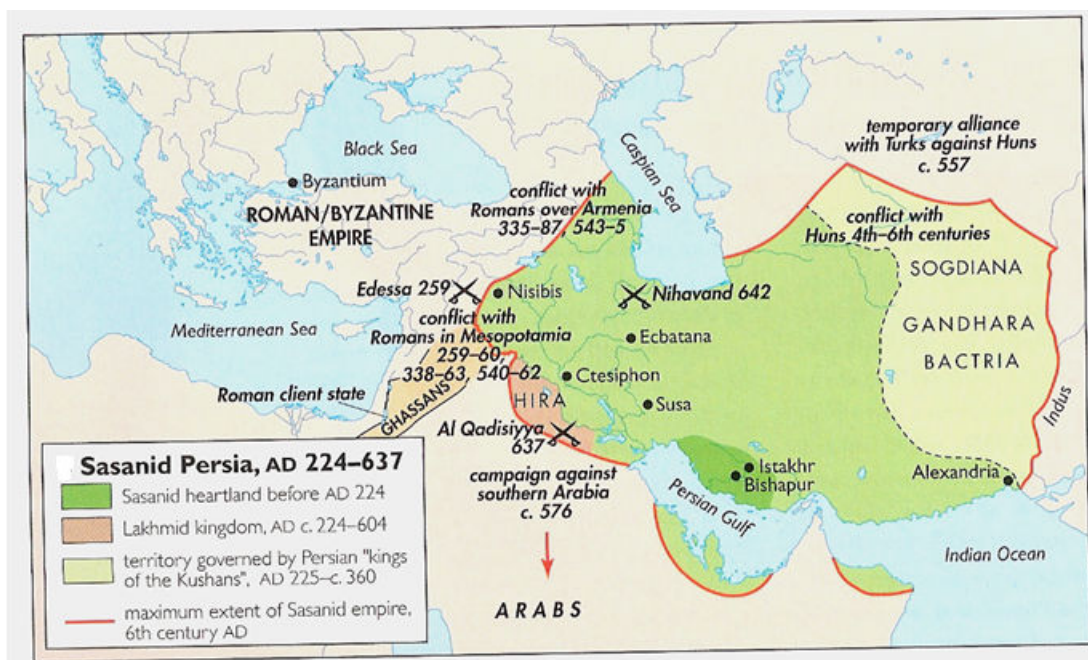 Black Sea
Byzantium
ROMAN/BYZANTINE
EMPIRE
Caspian Sea
temporary alliance
with Turks against Huns
c. 557
conflict with
Romans over Armenia
335–87, 543–5
conflict with
Huns 4th–6th centuries
SOGDIANA
GANDHARA
BACTRIA
Edessa 259
Nisibis
Nihavand 642
Mediterranean Sea
conflict with
Romans in Mesopotamia
259–60,
338–63, 540–62
Ecbatana
Ctesiphon
Roman client state
GHASSANS
HIRA
Susa
Indus
Al Qadisiyya
637
Istakhr
Bishapur
Alexandria
campaign against
southern Arabia
c. 576
Persian Gulf
Indian Ocean
ARABS
Sasanid Persia, AD 224–637
Sasanid heartland before AD 224
Lakhmid kingdom, AD c. 224–604
territory governed by Persian "kings
of the Kushans", AD 225–c. 360
maximum extent of Sasanid empire,
6th century AD